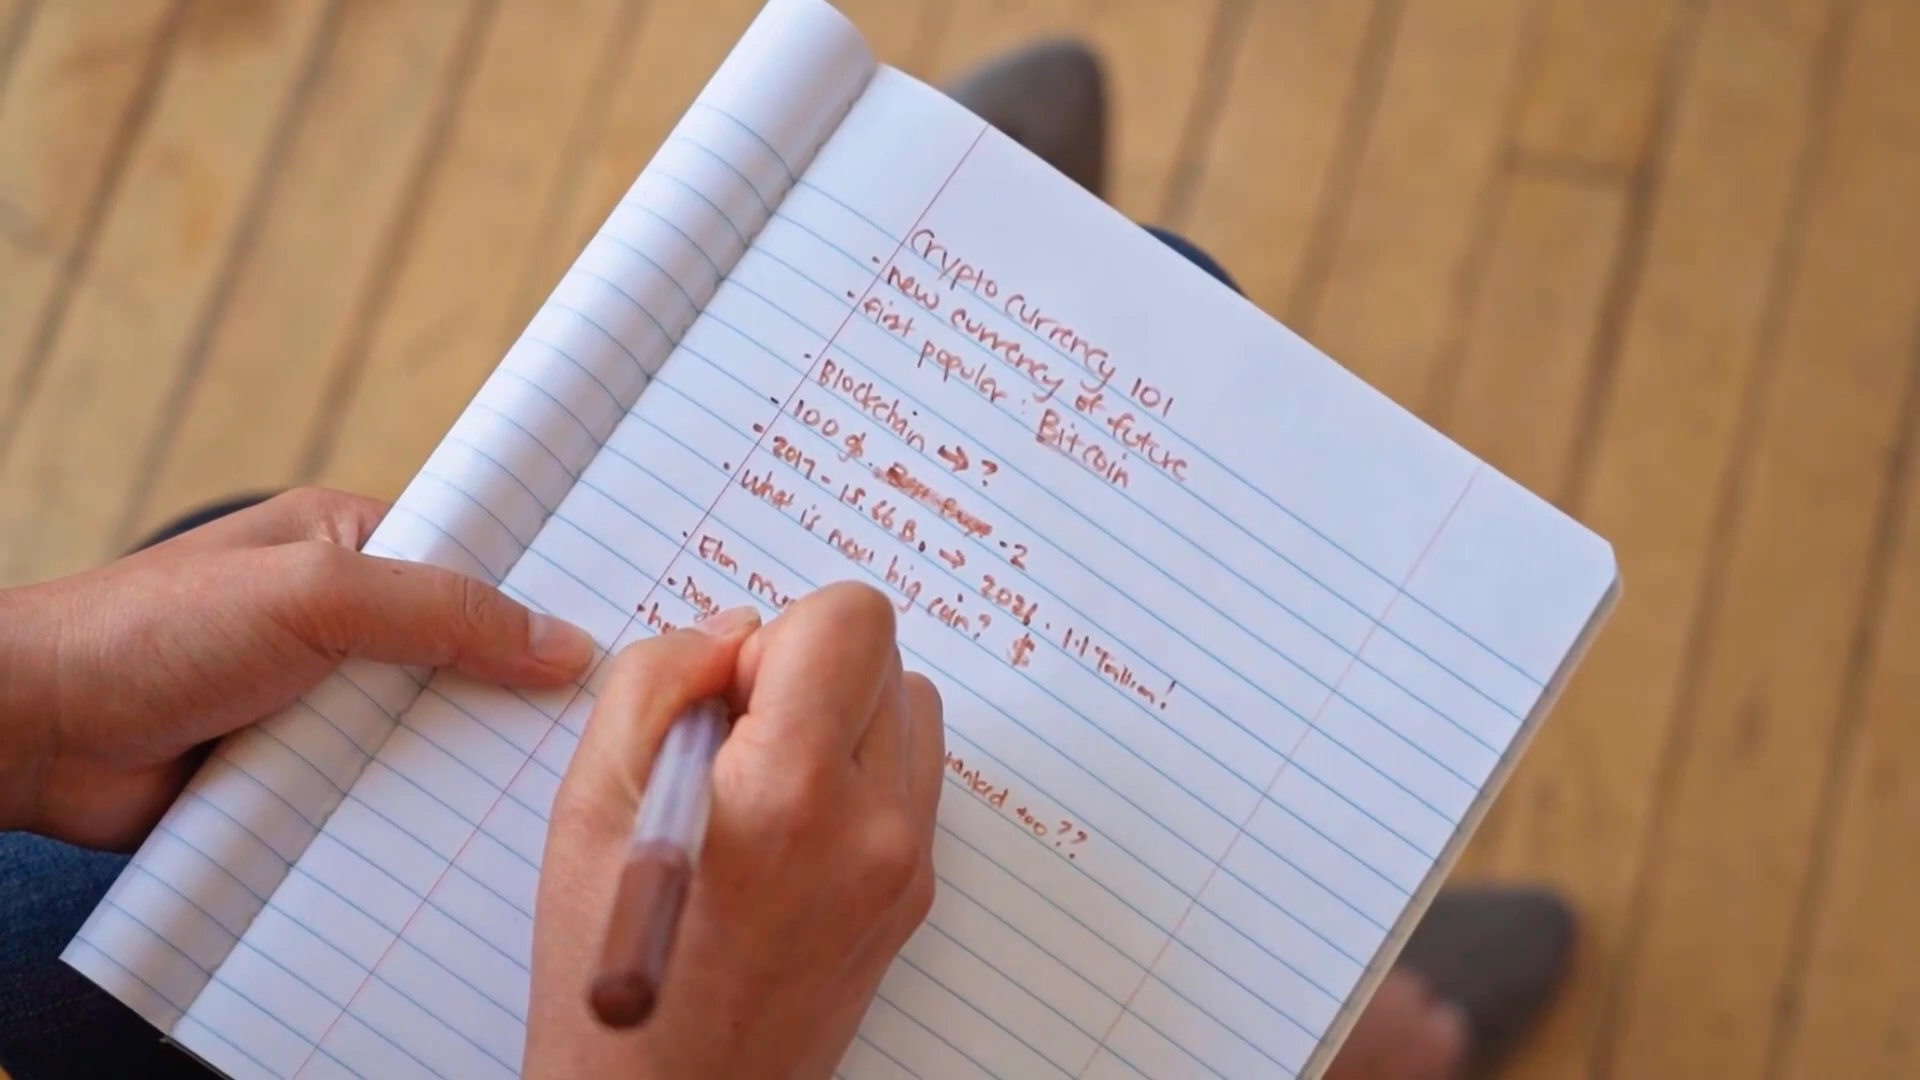 Crypto currency 101
· new currency of future
· first popular : Bitcoin
· Blockchain → ?
· 100 $ - 2
· 2017 - 15.66 B. → 2021 . 1.1 Trillion!
· What is next big coin? $
· Elon
· Doge
too ??